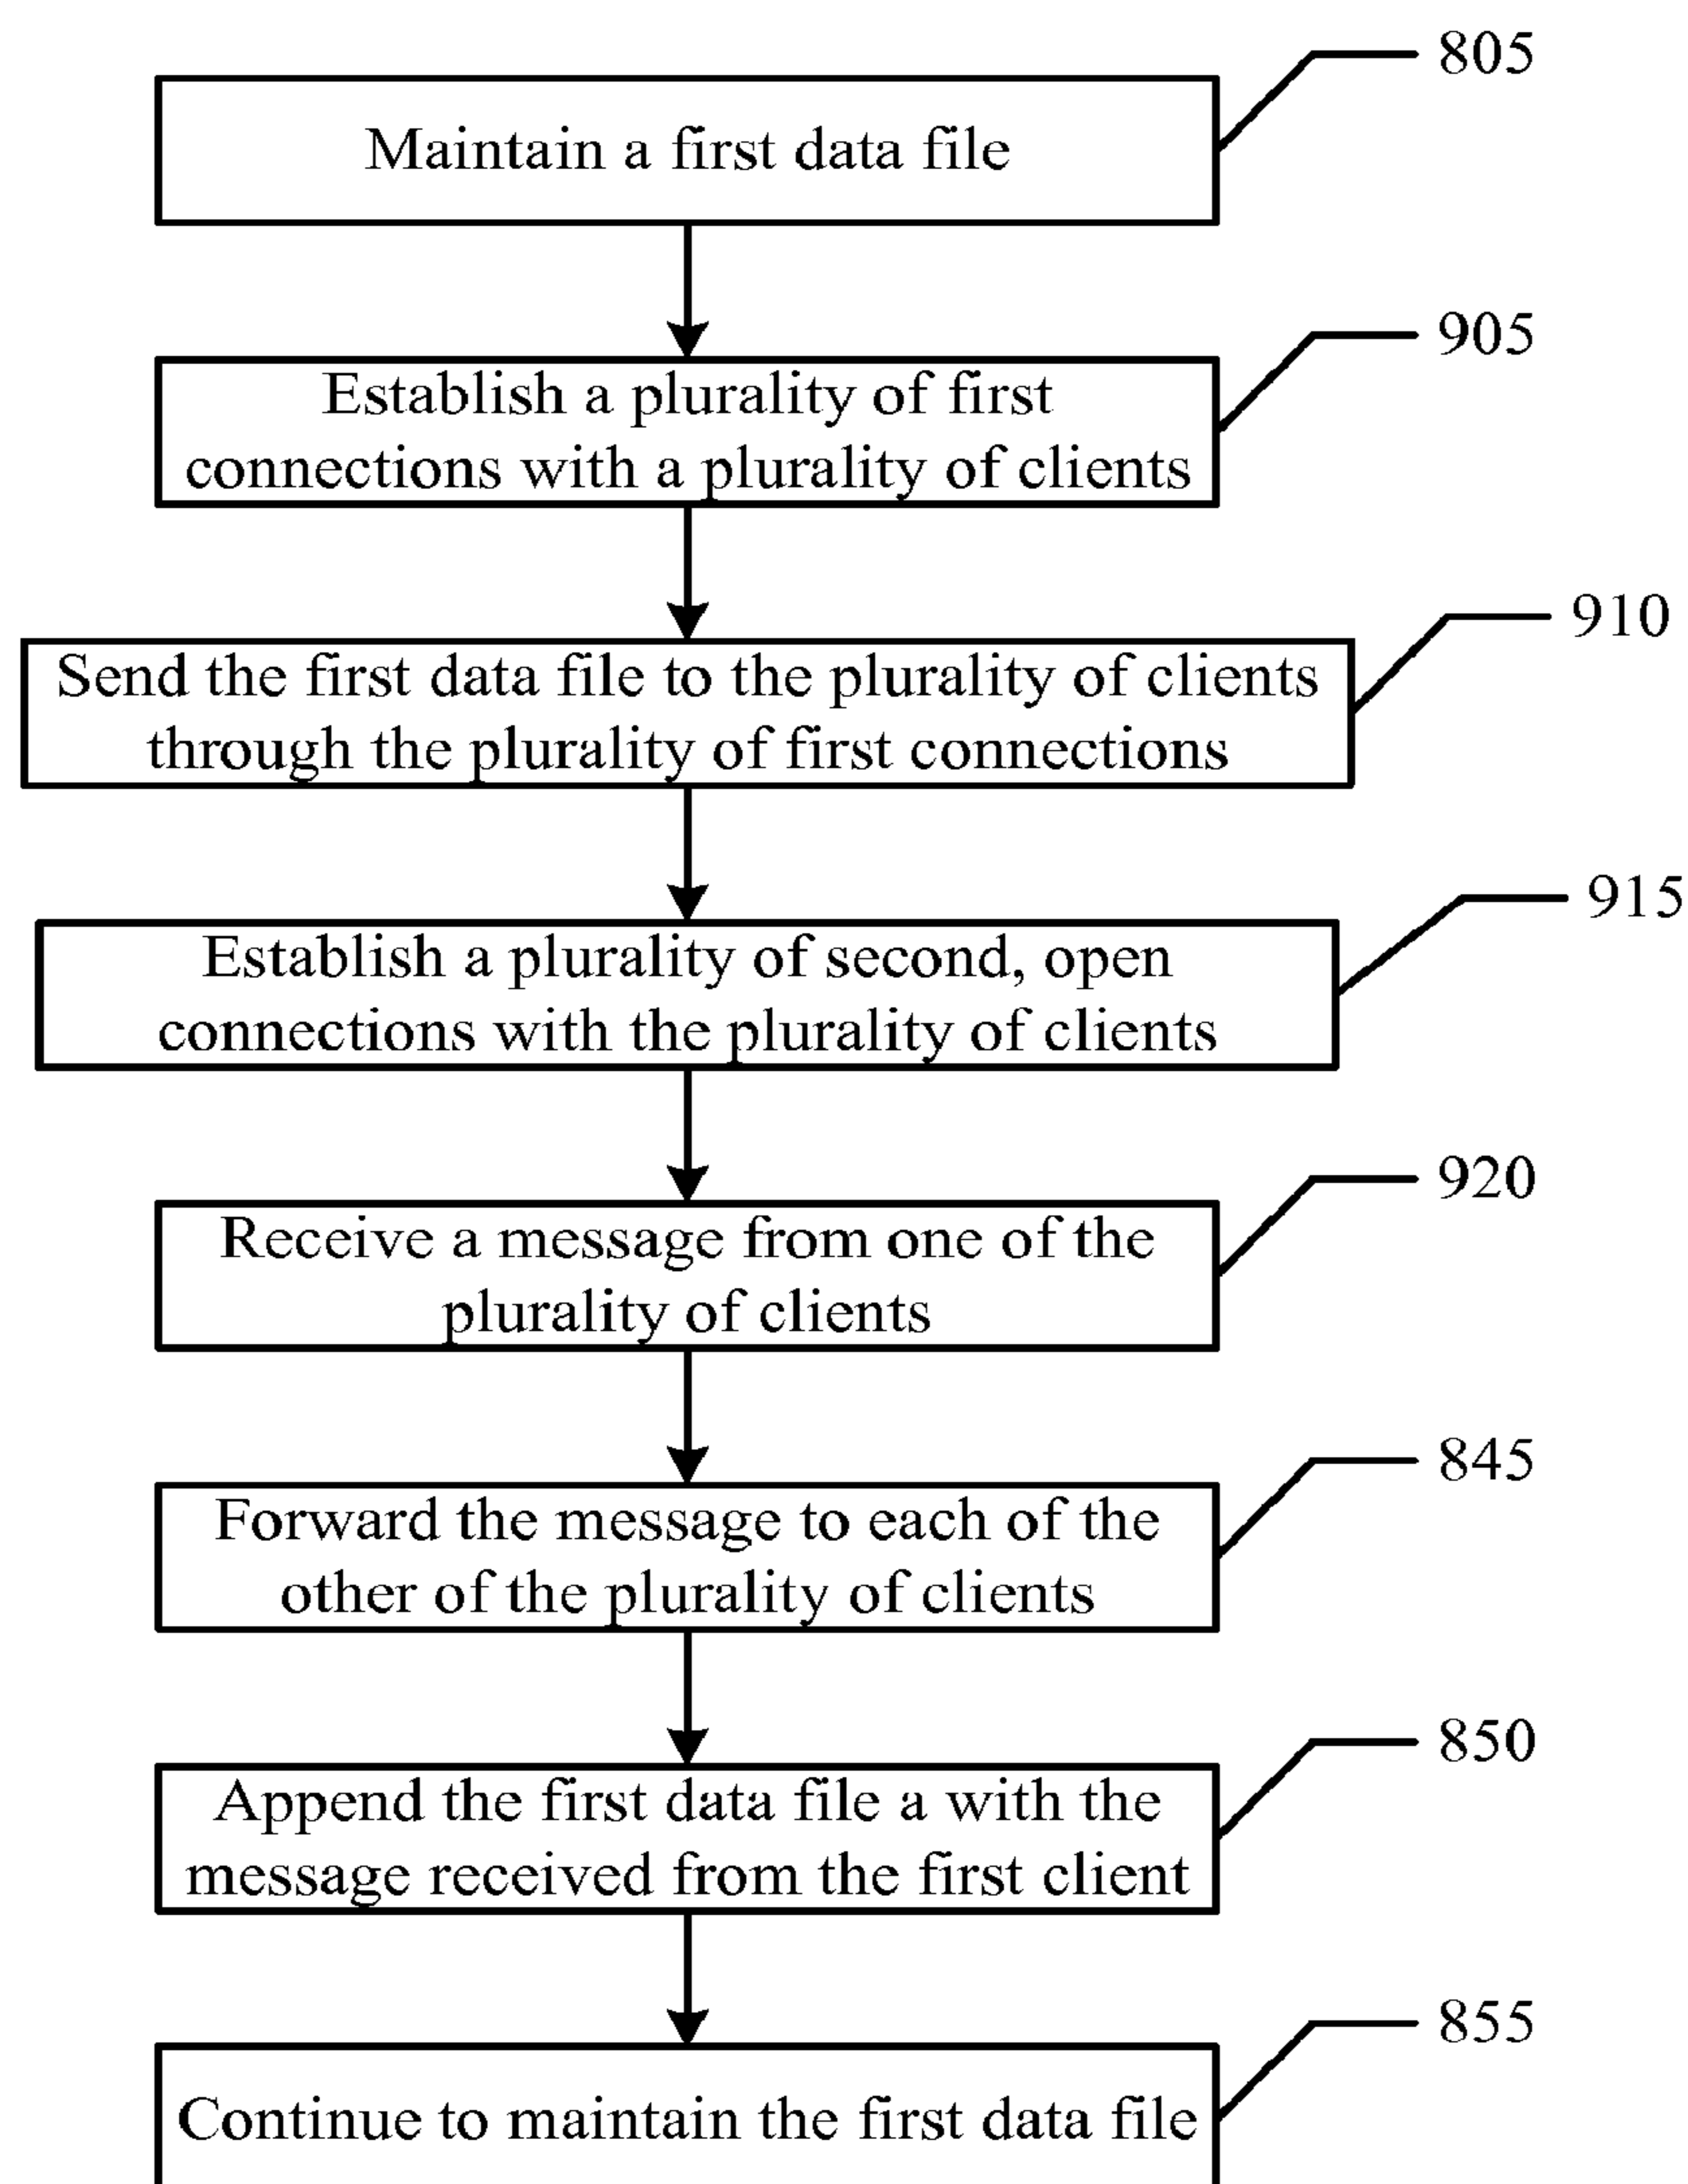 805
Maintain a first data file
905
Establish a plurality of first
connections with a plurality of clients
910
Send the first data file to the plurality of clients
through the plurality of first connections
915
Establish a plurality of second, open
connections with the plurality of clients
920
Receive a message from one of the
plurality of clients
845
Forward the message to each of the
other of the plurality of clients
850
Append the first data file a with the
message received from the first client
855
Continue to maintain the first data file